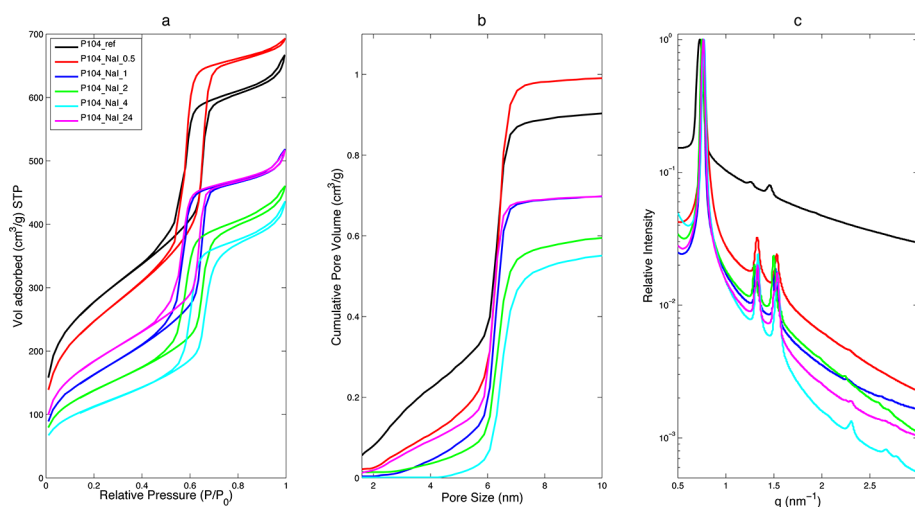 a
Vol adsorbed (cm³/g) STP
700
600
500
400
300
200
100
0
P104_ref
P104_NaI_0.5
P104_NaI_1
P104_NaI_2
P104_NaI_4
P104_NaI_24
0 0.2 0.4 0.6 0.8 1
Relative Pressure (P/P₀)
b
Cumulative Pore Volume (cm³/g)
1
0.8
0.6
0.4
0.2
0
2 4 6 8 10
Pore Size (nm)
c
Relative Intensity
10⁰
10⁻¹
10⁻²
10⁻³
0.5 1 1.5 2 2.5
q (nm⁻¹)